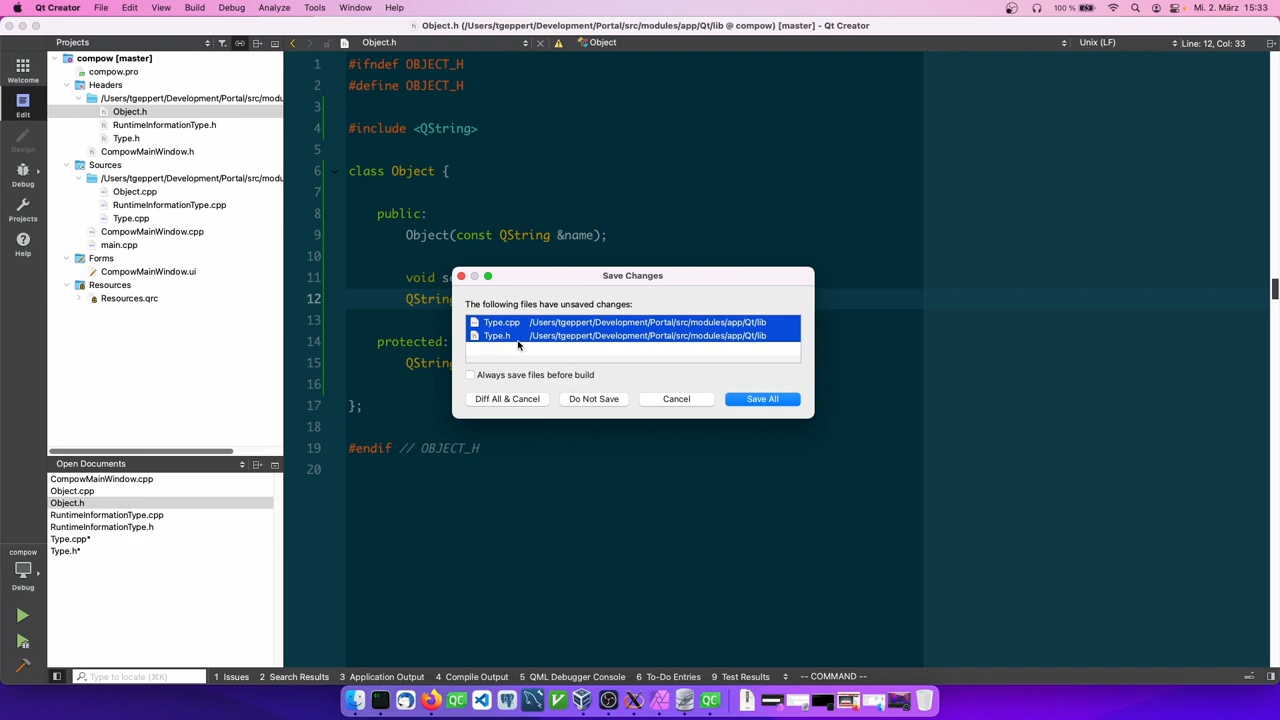 Qt Creator File Edit View Build Debug Analyze Tools Window Help 100 % Mi. 2. März 15:33
Object.h (/Users/tgeppert/Development/Portal/src/modules/app/Qt/lib @ compow) [master] - Qt Creator
Projects Object.h Object Unix (LF) Line: 12, Col: 33
Welcome
Edit
Design
Debug
Projects
Help
compow
Debug
compow [master]
compow.pro
Headers
/Users/tgeppert/Development/Portal/src/modu
Object.h
RuntimeInformationType.h
Type.h
CompowMainWindow.h
Sources
/Users/tgeppert/Development/Portal/src/modu
Object.cpp
RuntimeInformationType.cpp
Type.cpp
CompowMainWindow.cpp
main.cpp
Forms
CompowMainWindow.ui
Resources
Resources.qrc
Open Documents
CompowMainWindow.cpp
Object.cpp
Object.h
RuntimeInformationType.cpp
RuntimeInformationType.h
Type.cpp*
Type.h*
1 #ifndef OBJECT_H
2 #define OBJECT_H
3
4 #include <QString>
5
6 class Object {
7
8 public:
9 Object(const QString &name);
10
11 void s
12 QString
13
14 protected:
15 QString
16
17 };
18
19 #endif // OBJECT_H
20
Save Changes
The following files have unsaved changes:
Type.cpp /Users/tgeppert/Development/Portal/src/modules/app/Qt/lib
Type.h /Users/tgeppert/Development/Portal/src/modules/app/Qt/lib
Always save files before build
Diff All & Cancel Do Not Save Cancel Save All
Type to locate (⌘K) 1 Issues 2 Search Results 3 Application Output 4 Compile Output 5 QML Debugger Console 6 To-Do Entries 9 Test Results -- COMMAND --